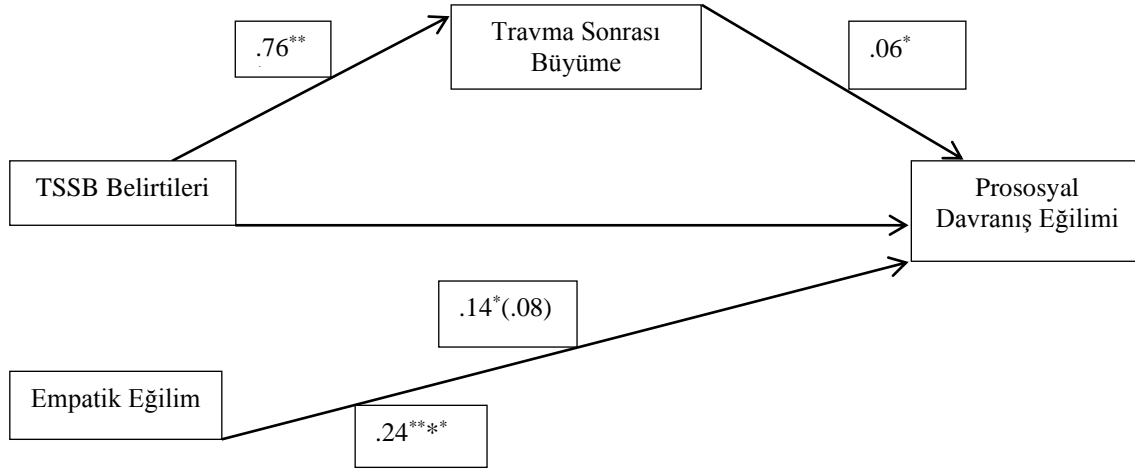 .76**
Travma Sonrası
Büyüme
.06*
TSSB Belirtileri
Prososyal
Davranış Eğilimi
.14*(.08)
Empatik Eğilim
.24****